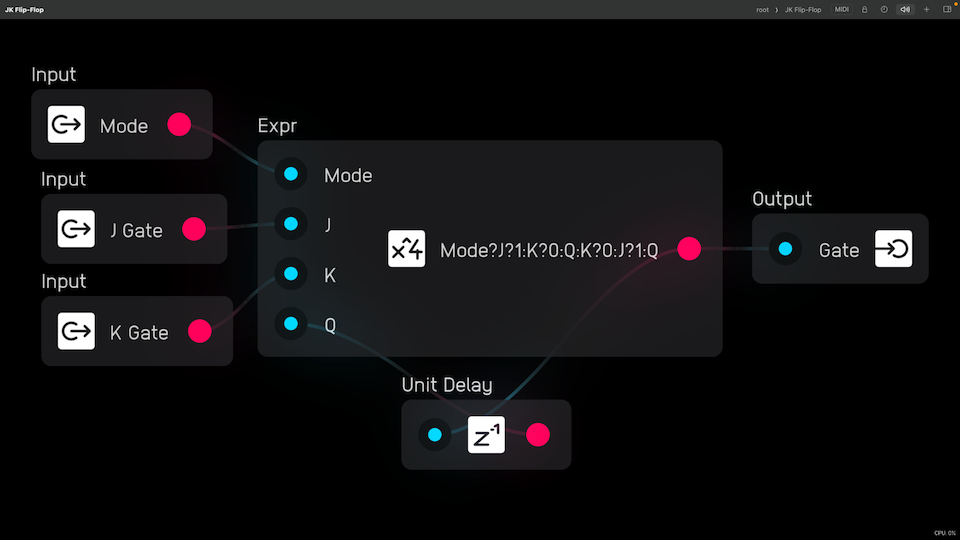 JK Flip-Flop
root
JK Flip-Flop
MIDI
Input
Mode
Input
J Gate
Input
K Gate
Expr
Mode
J
K
Q
x^4
Mode?J?1:K?0:Q:K?0:J?1:Q
Output
Gate
Unit Delay
z-1
CPU: 0%